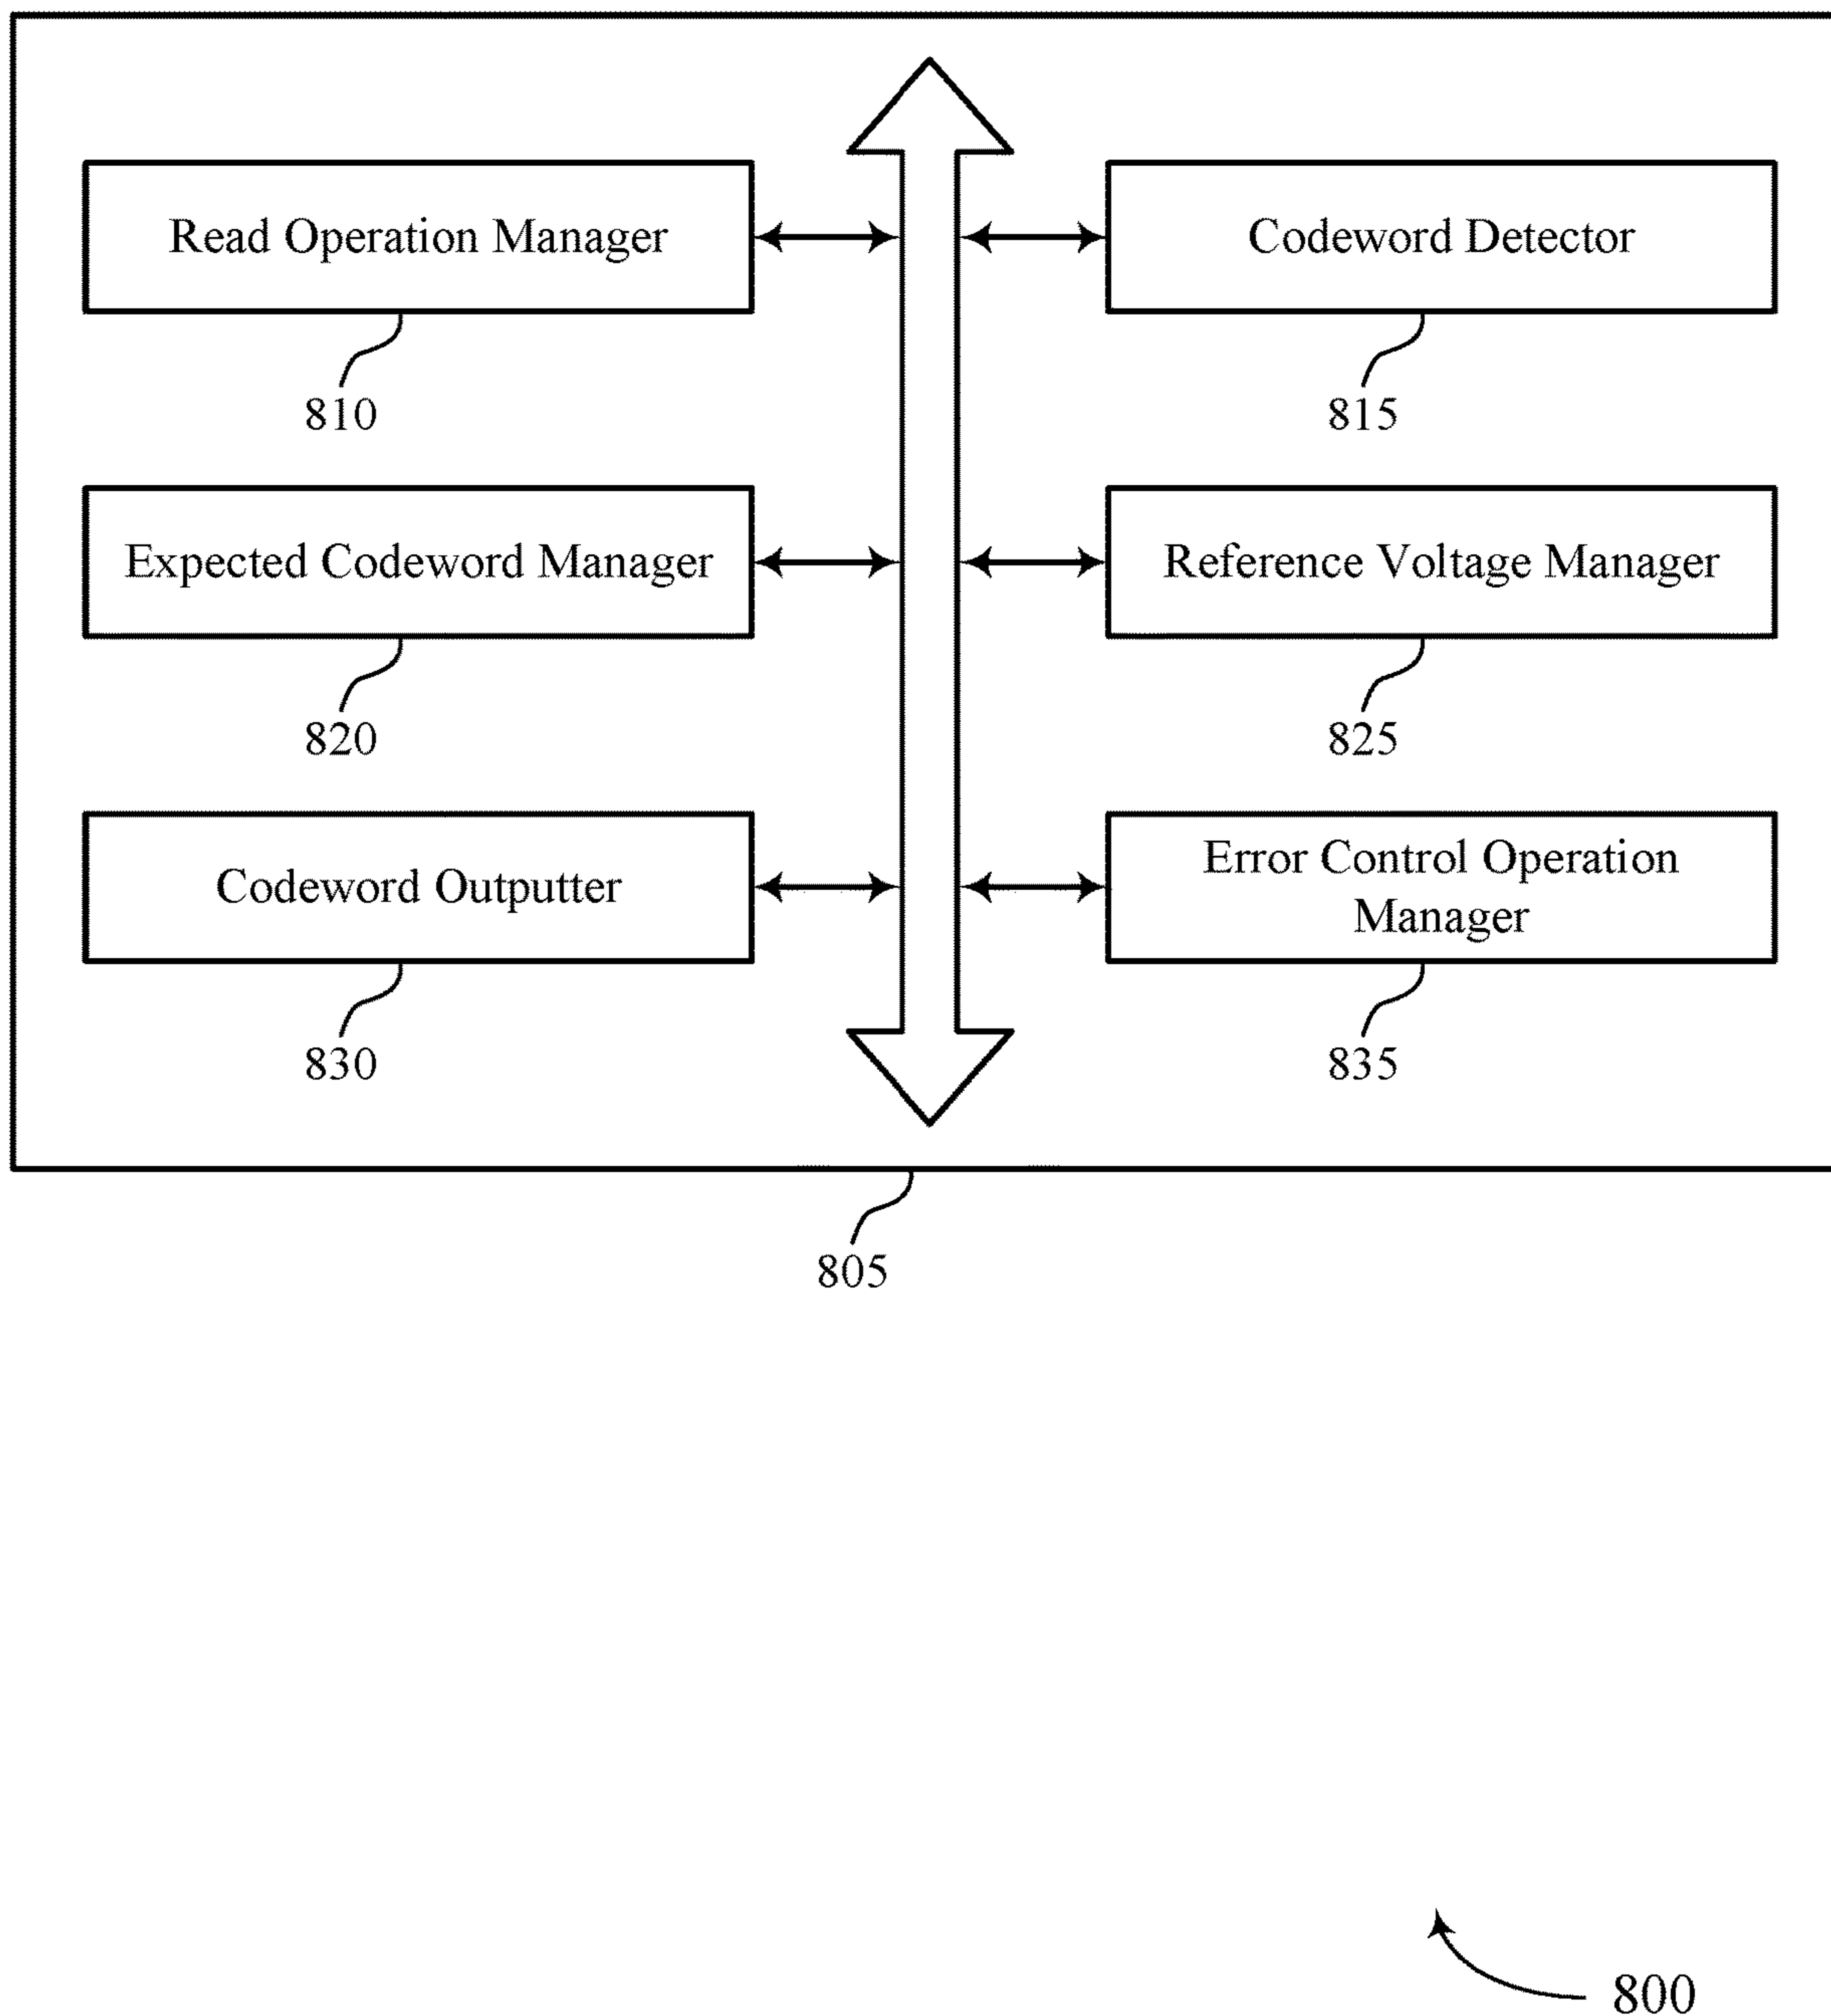 Read Operation Manager
Codeword Detector
810
815
Expected Codeword Manager
Reference Voltage Manager
820
825
Codeword Outputter
Error Control Operation
Manager
830
835
805
800